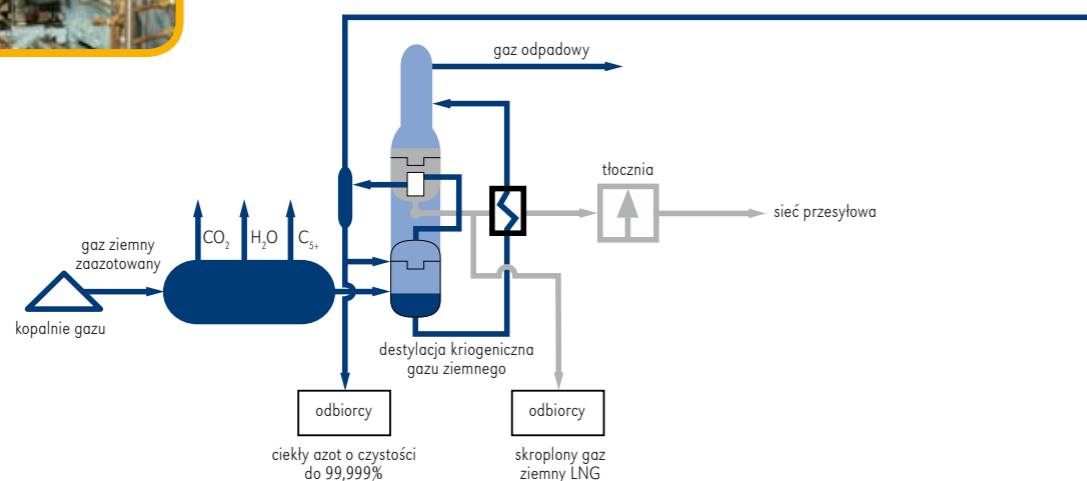 gaz odpadowy
tłocznia
sieć przesyłowa
CO₂
H₂O
C₅₊
gaz ziemny
zaazotowany
kopalnie gazu
destylacja kriogeniczna
gazu ziemnego
odbiorcy
odbiorcy
ciekły azot o czystości
do 99,999%
skroplony gaz
ziemny LNG